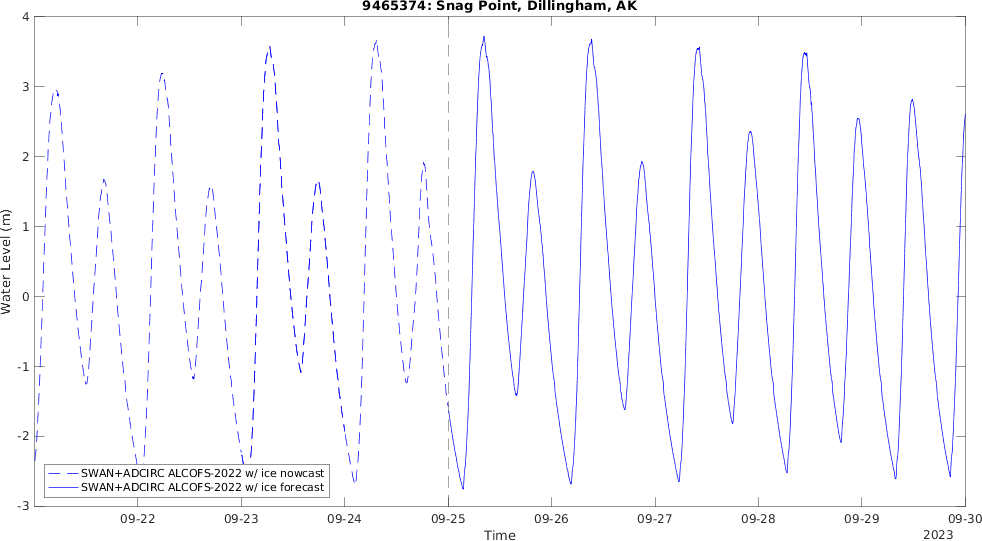 9465374: Snag Point, Dillingham, AK
Water Level (m)
4
3
2
1
0
-1
-2
-3
SWAN+ADCIRC ALCOFS-2022 w/ ice nowcast
SWAN+ADCIRC ALCOFS-2022 w/ ice forecast
09-22 09-23 09-24 09-25 09-26 09-27 09-28 09-29 09-30
Time
2023